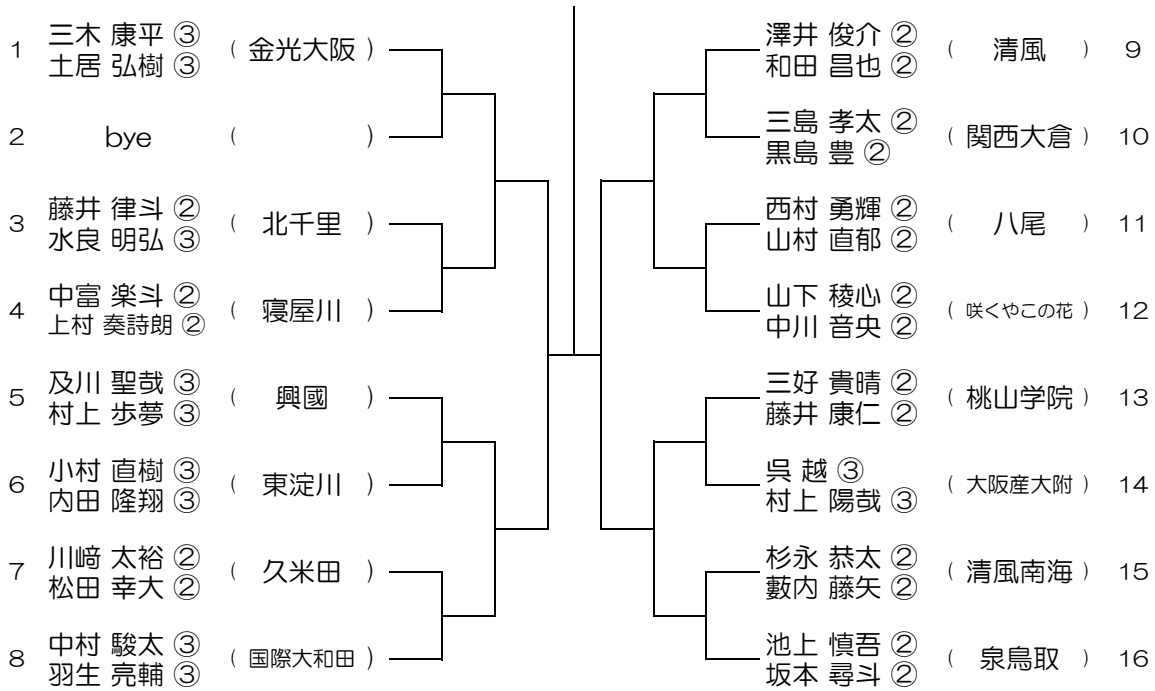 1 三木 康平 ③ ( 金光大阪 )
土居 弘樹 ③
2 bye ( )
3 藤井 律斗 ② ( 北千里 )
水良 明弘 ③
4 中富 楽斗 ② ( 寝屋川 )
上村 奏詩朗 ②
5 及川 聖哉 ③ ( 興國 )
村上 歩夢 ③
6 小村 直樹 ③ ( 東淀川 )
内田 隆翔 ③
7 川﨑 太裕 ② ( 久米田 )
松田 幸大 ②
8 中村 駿太 ③ ( 国際大和田 )
羽生 亮輔 ③
澤井 俊介 ② ( 清風 ) 9
和田 昌也 ②
三島 孝太 ② ( 関西大倉 ) 10
黒島 豊 ②
西村 勇輝 ② ( 八尾 ) 11
山村 直郁 ②
山下 稜心 ② ( 咲くやこの花 ) 12
中川 音央 ②
三好 貴晴 ② ( 桃山学院 ) 13
藤井 康仁 ②
呉 越 ③ ( 大阪産大附 ) 14
村上 陽哉 ③
杉永 恭太 ② ( 清風南海 ) 15
藪内 藤矢 ②
池上 慎吾 ② ( 泉鳥取 ) 16
坂本 尋斗 ②